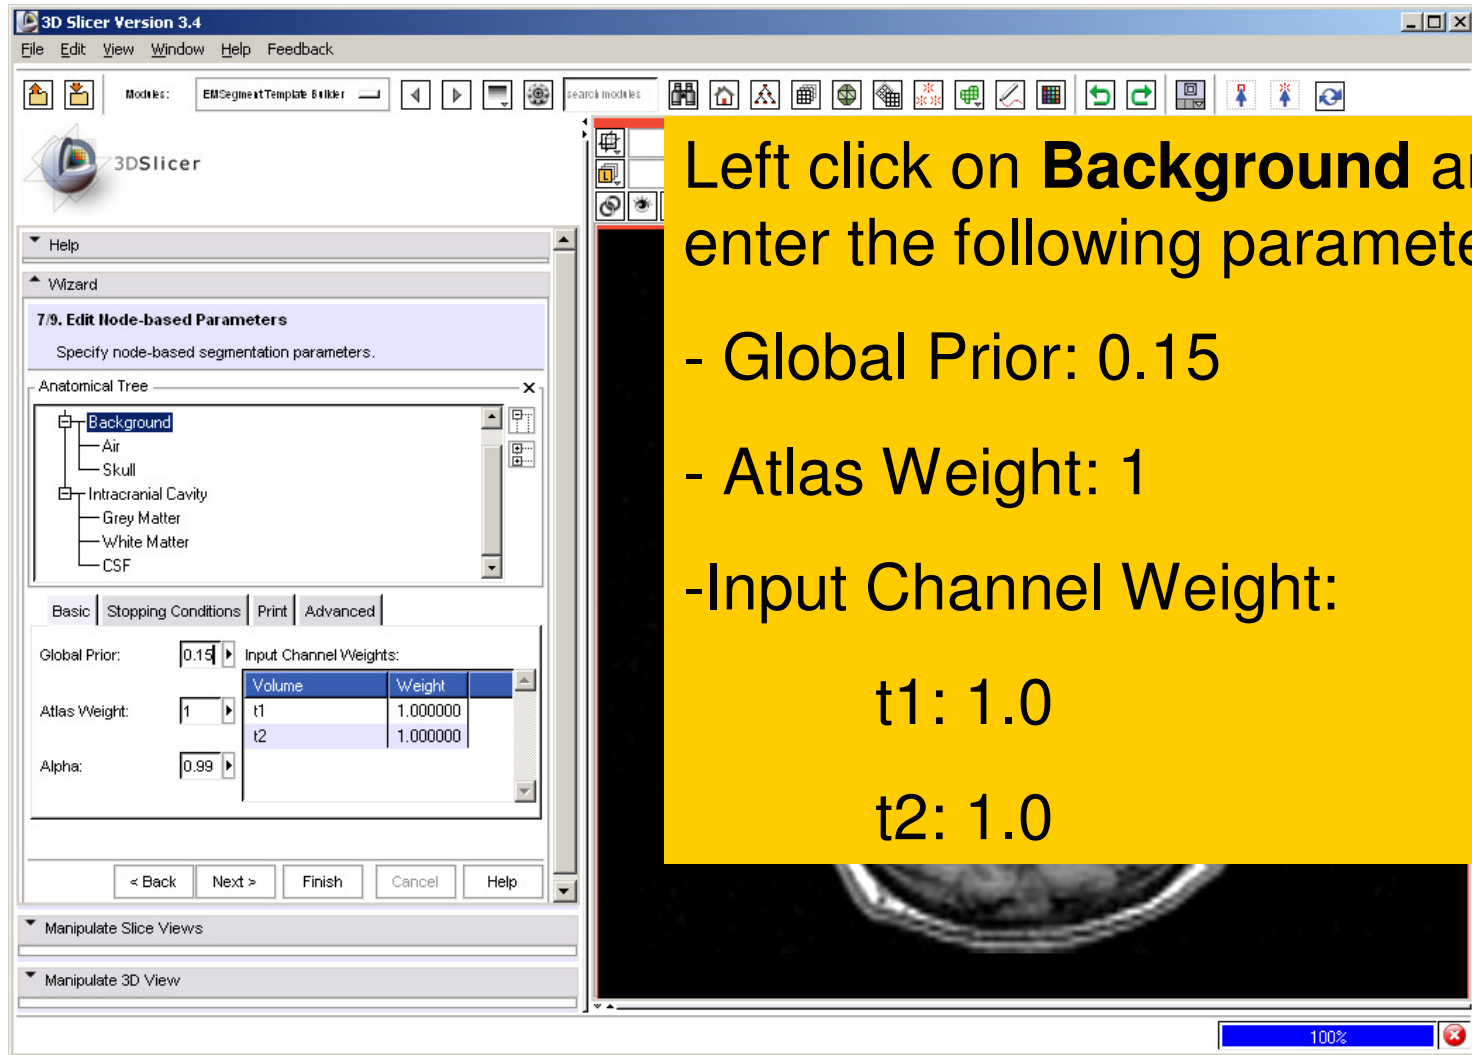 3D Slicer Version 3.4
File Edit View Window Help Feedback
Modules: EMSegment Template Builder search modules
3DSlicer
Help
Wizard
7/9. Edit Node-based Parameters
Specify node-based segmentation parameters.
Anatomical Tree
Background
Air
Skull
Intracranial Cavity
Grey Matter
White Matter
CSF
Basic Stopping Conditions Print Advanced
Global Prior: 0.15 Input Channel Weights:
Volume Weight
Atlas Weight: 1 t1 1.000000
t2 1.000000
Alpha: 0.99
< Back Next > Finish Cancel Help
Manipulate Slice Views
Manipulate 3D View
L
Left click on Background a
enter the following paramete
- Global Prior: 0.15
- Atlas Weight: 1
-Input Channel Weight:
t1: 1.0
t2: 1.0
100%